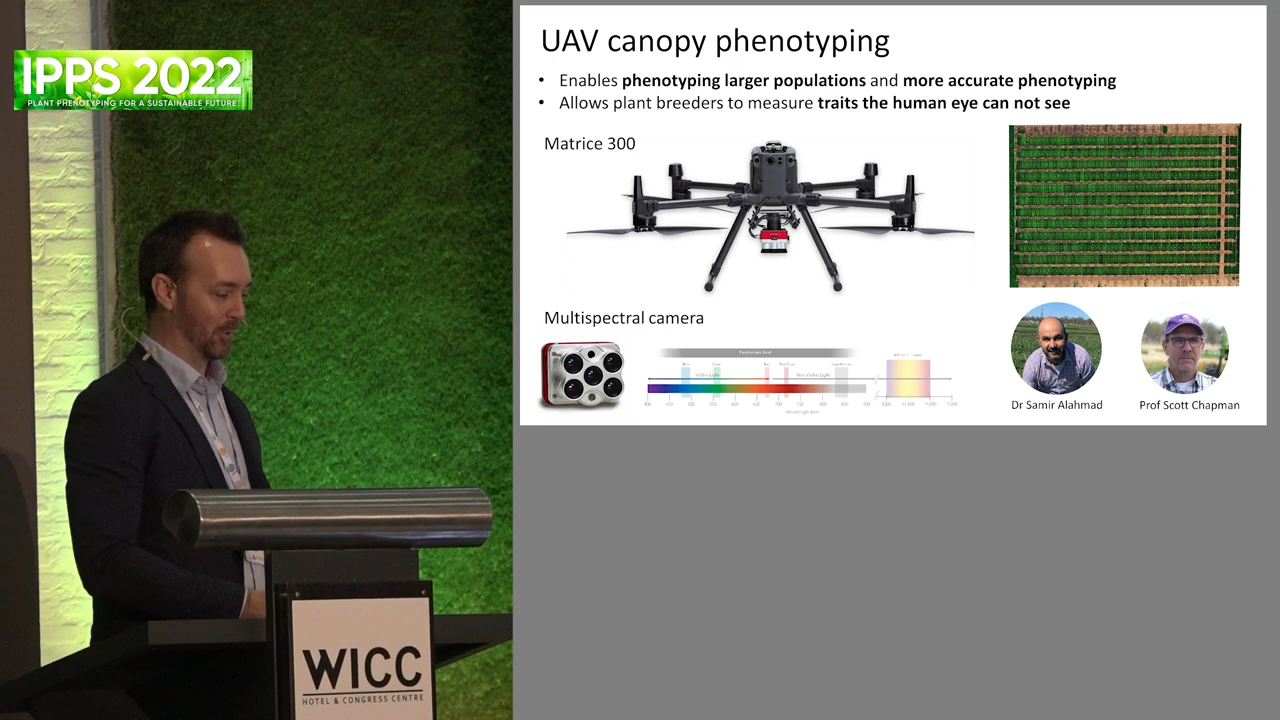 IPPS 2022
PLANT PHENOTYPING FOR A SUSTAINABLE FUTURE
UAV canopy phenotyping
• Enables phenotyping larger populations and more accurate phenotyping
• Allows plant breeders to measure traits the human eye can not see
Matrice 300
Multispectral camera
Visible Light
Dr Samir Alahmad
Prof Scott Chapman
WICC
HOTEL & CONGRESS CENTRE